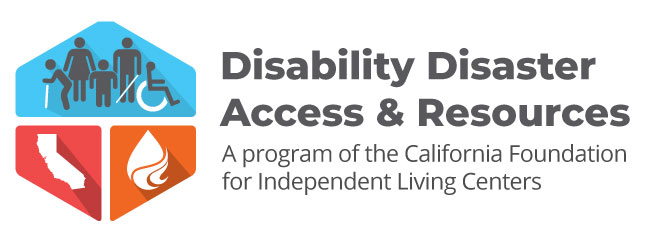 Disability Disaster
Access & Resources
A program of the California Foundation
for Independent Living Centers